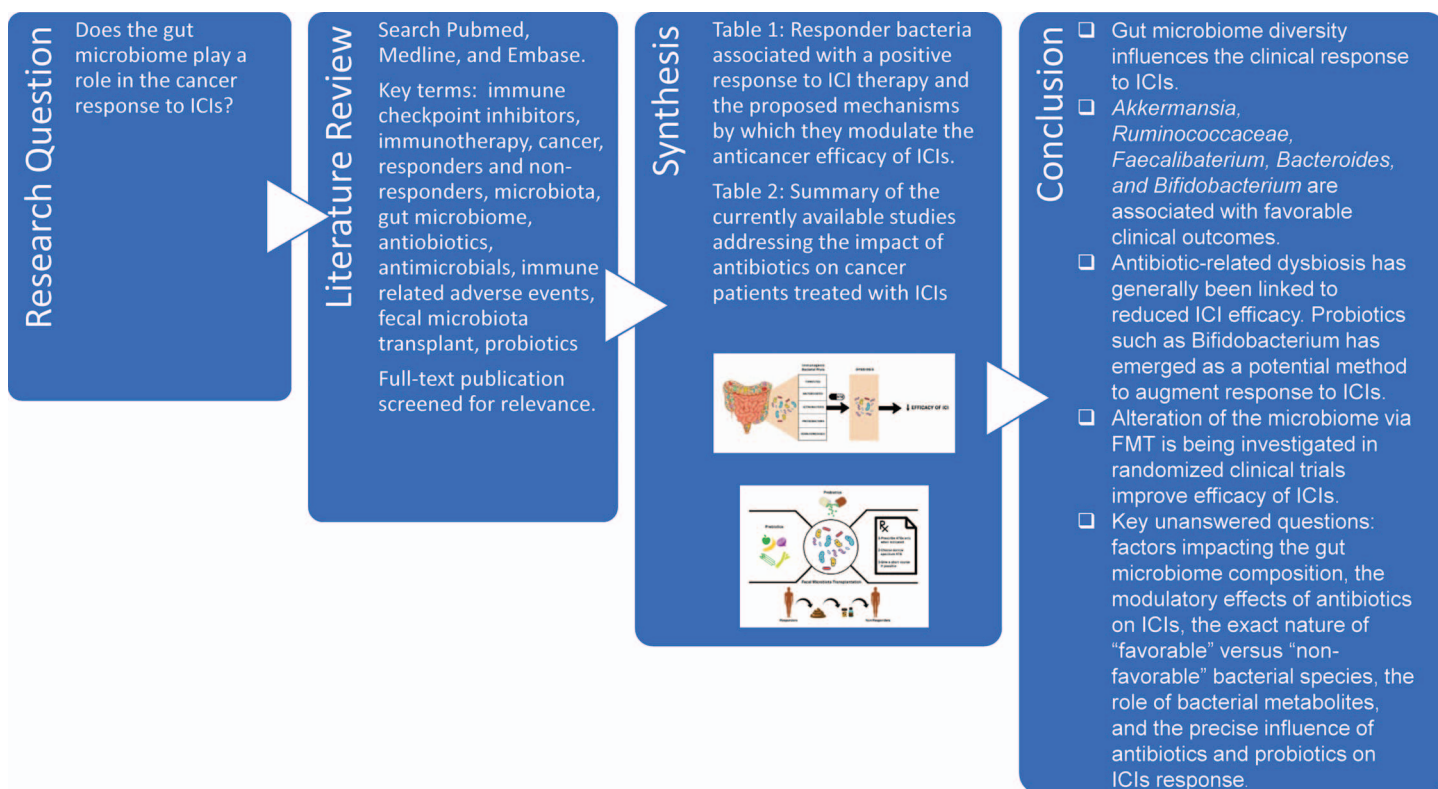 Research Question
Does the gut
microbiome play a
role in the cancer
response to ICIs?
Literature Review
Search Pubmed,
Medline, and Embase.
Key terms: immune
checkpoint inhibitors,
immunotherapy, cancer,
responders and non-
responders, microbiota,
gut microbiome,
antiobiotics,
antimicrobials, immune
related adverse events,
fecal microbiota
transplant, probiotics
Full-text publication
screened for relevance.
Synthesis
Table 1: Responder bacteria
associated with a positive
response to ICI therapy and
the proposed mechanisms
by which they modulate the
anticancer efficacy of ICIs.
Table 2: Summary of the
currently available studies
addressing the impact of
antibiotics on cancer
patients treated with ICIs
EFFICACY OF ICI
Probiotics
Prebiotics
Rx
Fecal Microbiota Transplantation
Conclusion
Gut microbiome diversity
influences the clinical response
to ICIs.
Akkermansia,
Ruminococcaceae,
Faecalibaterium, Bacteroides,
and Bifidobacterium are
associated with favorable
clinical outcomes.
Antibiotic-related dysbiosis has
generally been linked to
reduced ICI efficacy. Probiotics
such as Bifidobacterium has
emerged as a potential method
to augment response to ICIs.
Alteration of the microbiome via
FMT is being investigated in
randomized clinical trials
improve efficacy of ICIs.
Key unanswered questions:
factors impacting the gut
microbiome composition, the
modulatory effects of antibiotics
on ICIs, the exact nature of
“favorable” versus “non-
favorable” bacterial species, the
role of bacterial metabolites,
and the precise influence of
antibiotics and probiotics on
ICIs response.